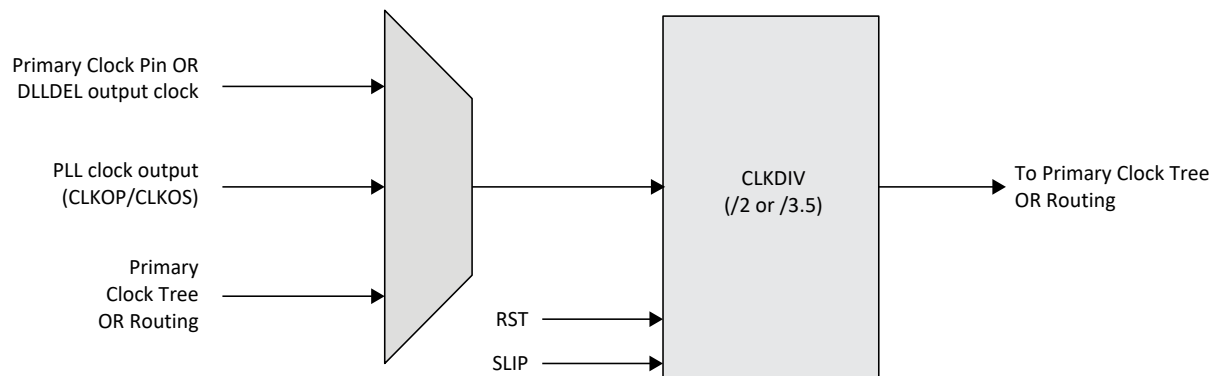 Primary Clock Pin OR
DLLDEL output clock
PLL clock output
(CLKOP/CLKOS)
Primary
Clock Tree
OR Routing
CLKDIV
(/2 or /3.5)
RST
SLIP
To Primary Clock Tree
OR Routing